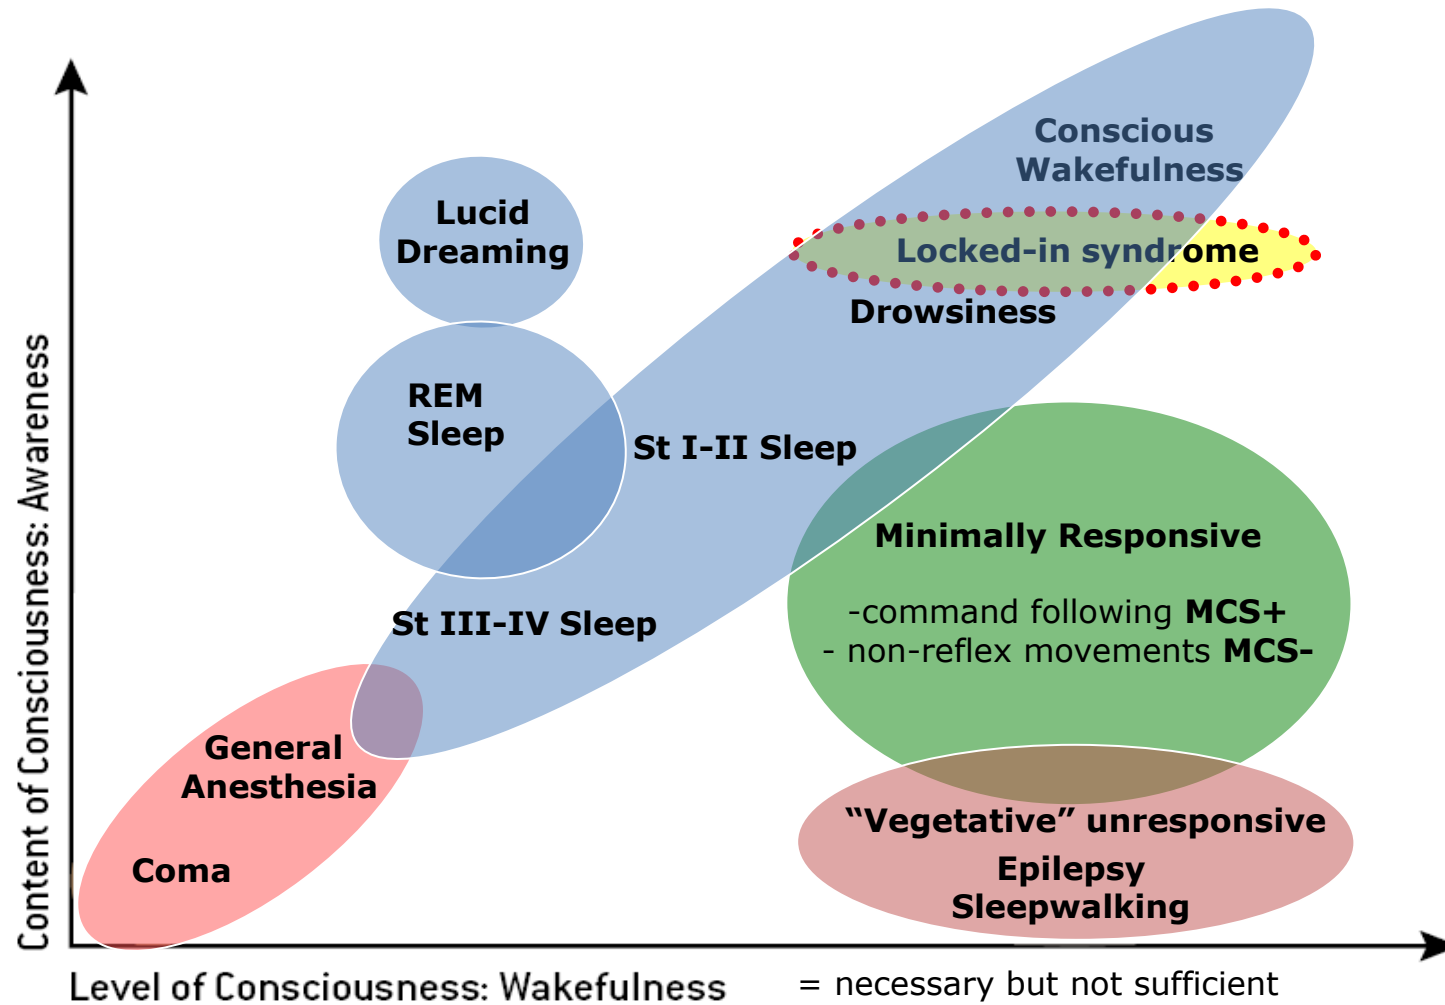 Content of Consciousness: Awareness
Conscious
Wakefulness
Lucid
Dreaming
Locked-in syndrome
Drowsiness
REM
Sleep
St I-II Sleep
Minimally Responsive
-command following MCS+
- non-reflex movements MCS-
St III-IV Sleep
General
Anesthesia
Coma
“Vegetative” unresponsive
Epilepsy
Sleepwalking
Level of Consciousness: Wakefulness
= necessary but not sufficient